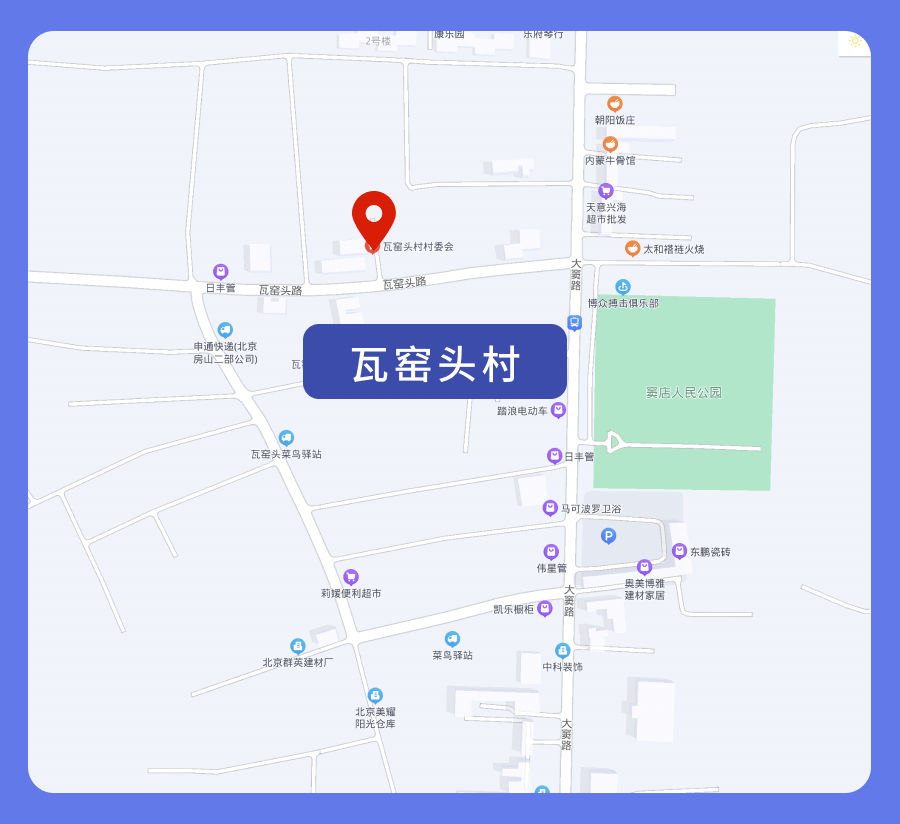 康乐园
乐府琴行
2号楼
朝阳饭庄
内蒙牛骨馆
天意兴海
超市批发
瓦窑头村村委会
太和褡裢火烧
大窦路
日丰管
瓦窑头路
瓦窑头路
博众搏击俱乐部
申通快递(北京
房山二部公司)
瓦窑头村
窦店人民公园
踏浪电动车
瓦窑头菜鸟驿站
日丰管
马可波罗卫浴
P
东鹏瓷砖
伟星管
奥美博雅
建材家居
莉媛便利超市
大窦路
凯乐橱柜
北京群英建材厂
菜鸟驿站
中科装饰
北京美耀
阳光仓库
大窦路